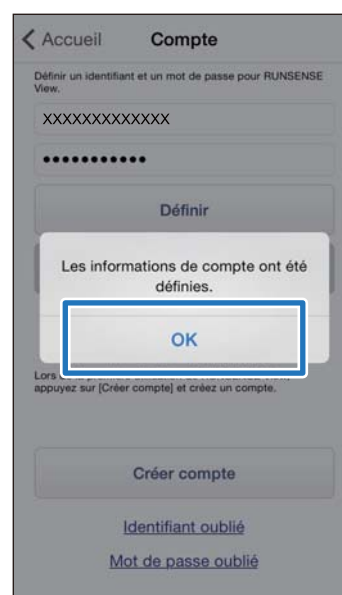 Accueil Compte
Définir un identifiant et un mot de passe pour RUNSENSE
View.
XXXXXXXXXXXXX
•••••••••••
Définir
Les informations de compte ont été
définies.
OK
Lors
appuyez sur [Créer compte] et créez un compte.
Créer compte
Identifiant oublié
Mot de passe oublié